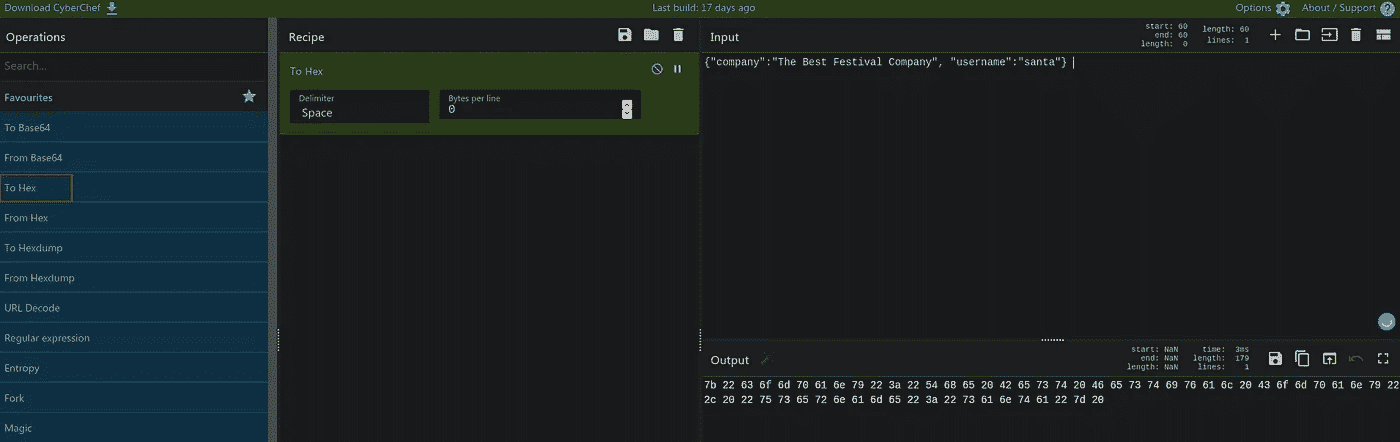 Download CyberChef
Last build: 17 days ago
Options
About / Support
Operations
Search...
Favourites
To Base64
From Base64
To Hex
From Hex
To Hexdump
From Hexdump
URL Decode
Regular expression
Entropy
Fork
Magic
Recipe
To Hex
Delimiter
Space
Bytes per line
0
Input
start: 60
end: 60
length: 0
length: 60
lines: 1
{"company":"The Best Festival Company", "username":"santa"}
Output
start: NaN
end: NaN
length: NaN
time: 3ms
length: 179
lines: 1
7b 22 63 6f 6d 70 61 6e 79 22 3a 22 54 68 65 20 42 65 73 74 20 46 65 73 74 69 76 61 6c 20 43 6f 6d 70 61 6e 79 22
2c 20 22 75 73 65 72 6e 61 6d 65 22 3a 22 73 61 6e 74 61 22 7d 20